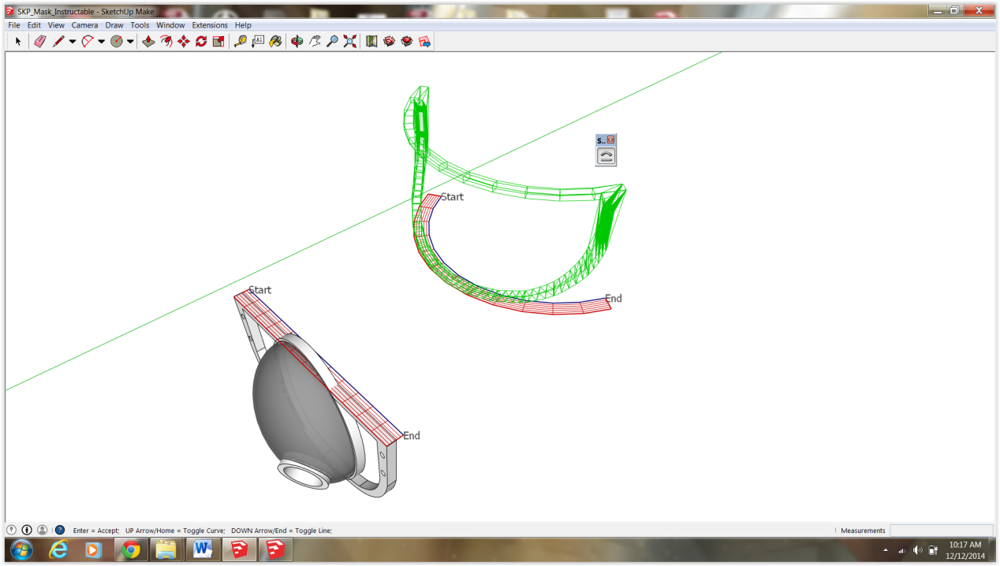 SKP_Mask_Instructable - SketchUp Make
File Edit View Camera Draw Tools Window Extensions Help
A1
S..
Start
Start
End
End
Enter = Accept; UP Arrow/Home = Toggle Curve; DOWN Arrow/End = Toggle Line;
Measurements
W
10:17 AM
12/12/2014